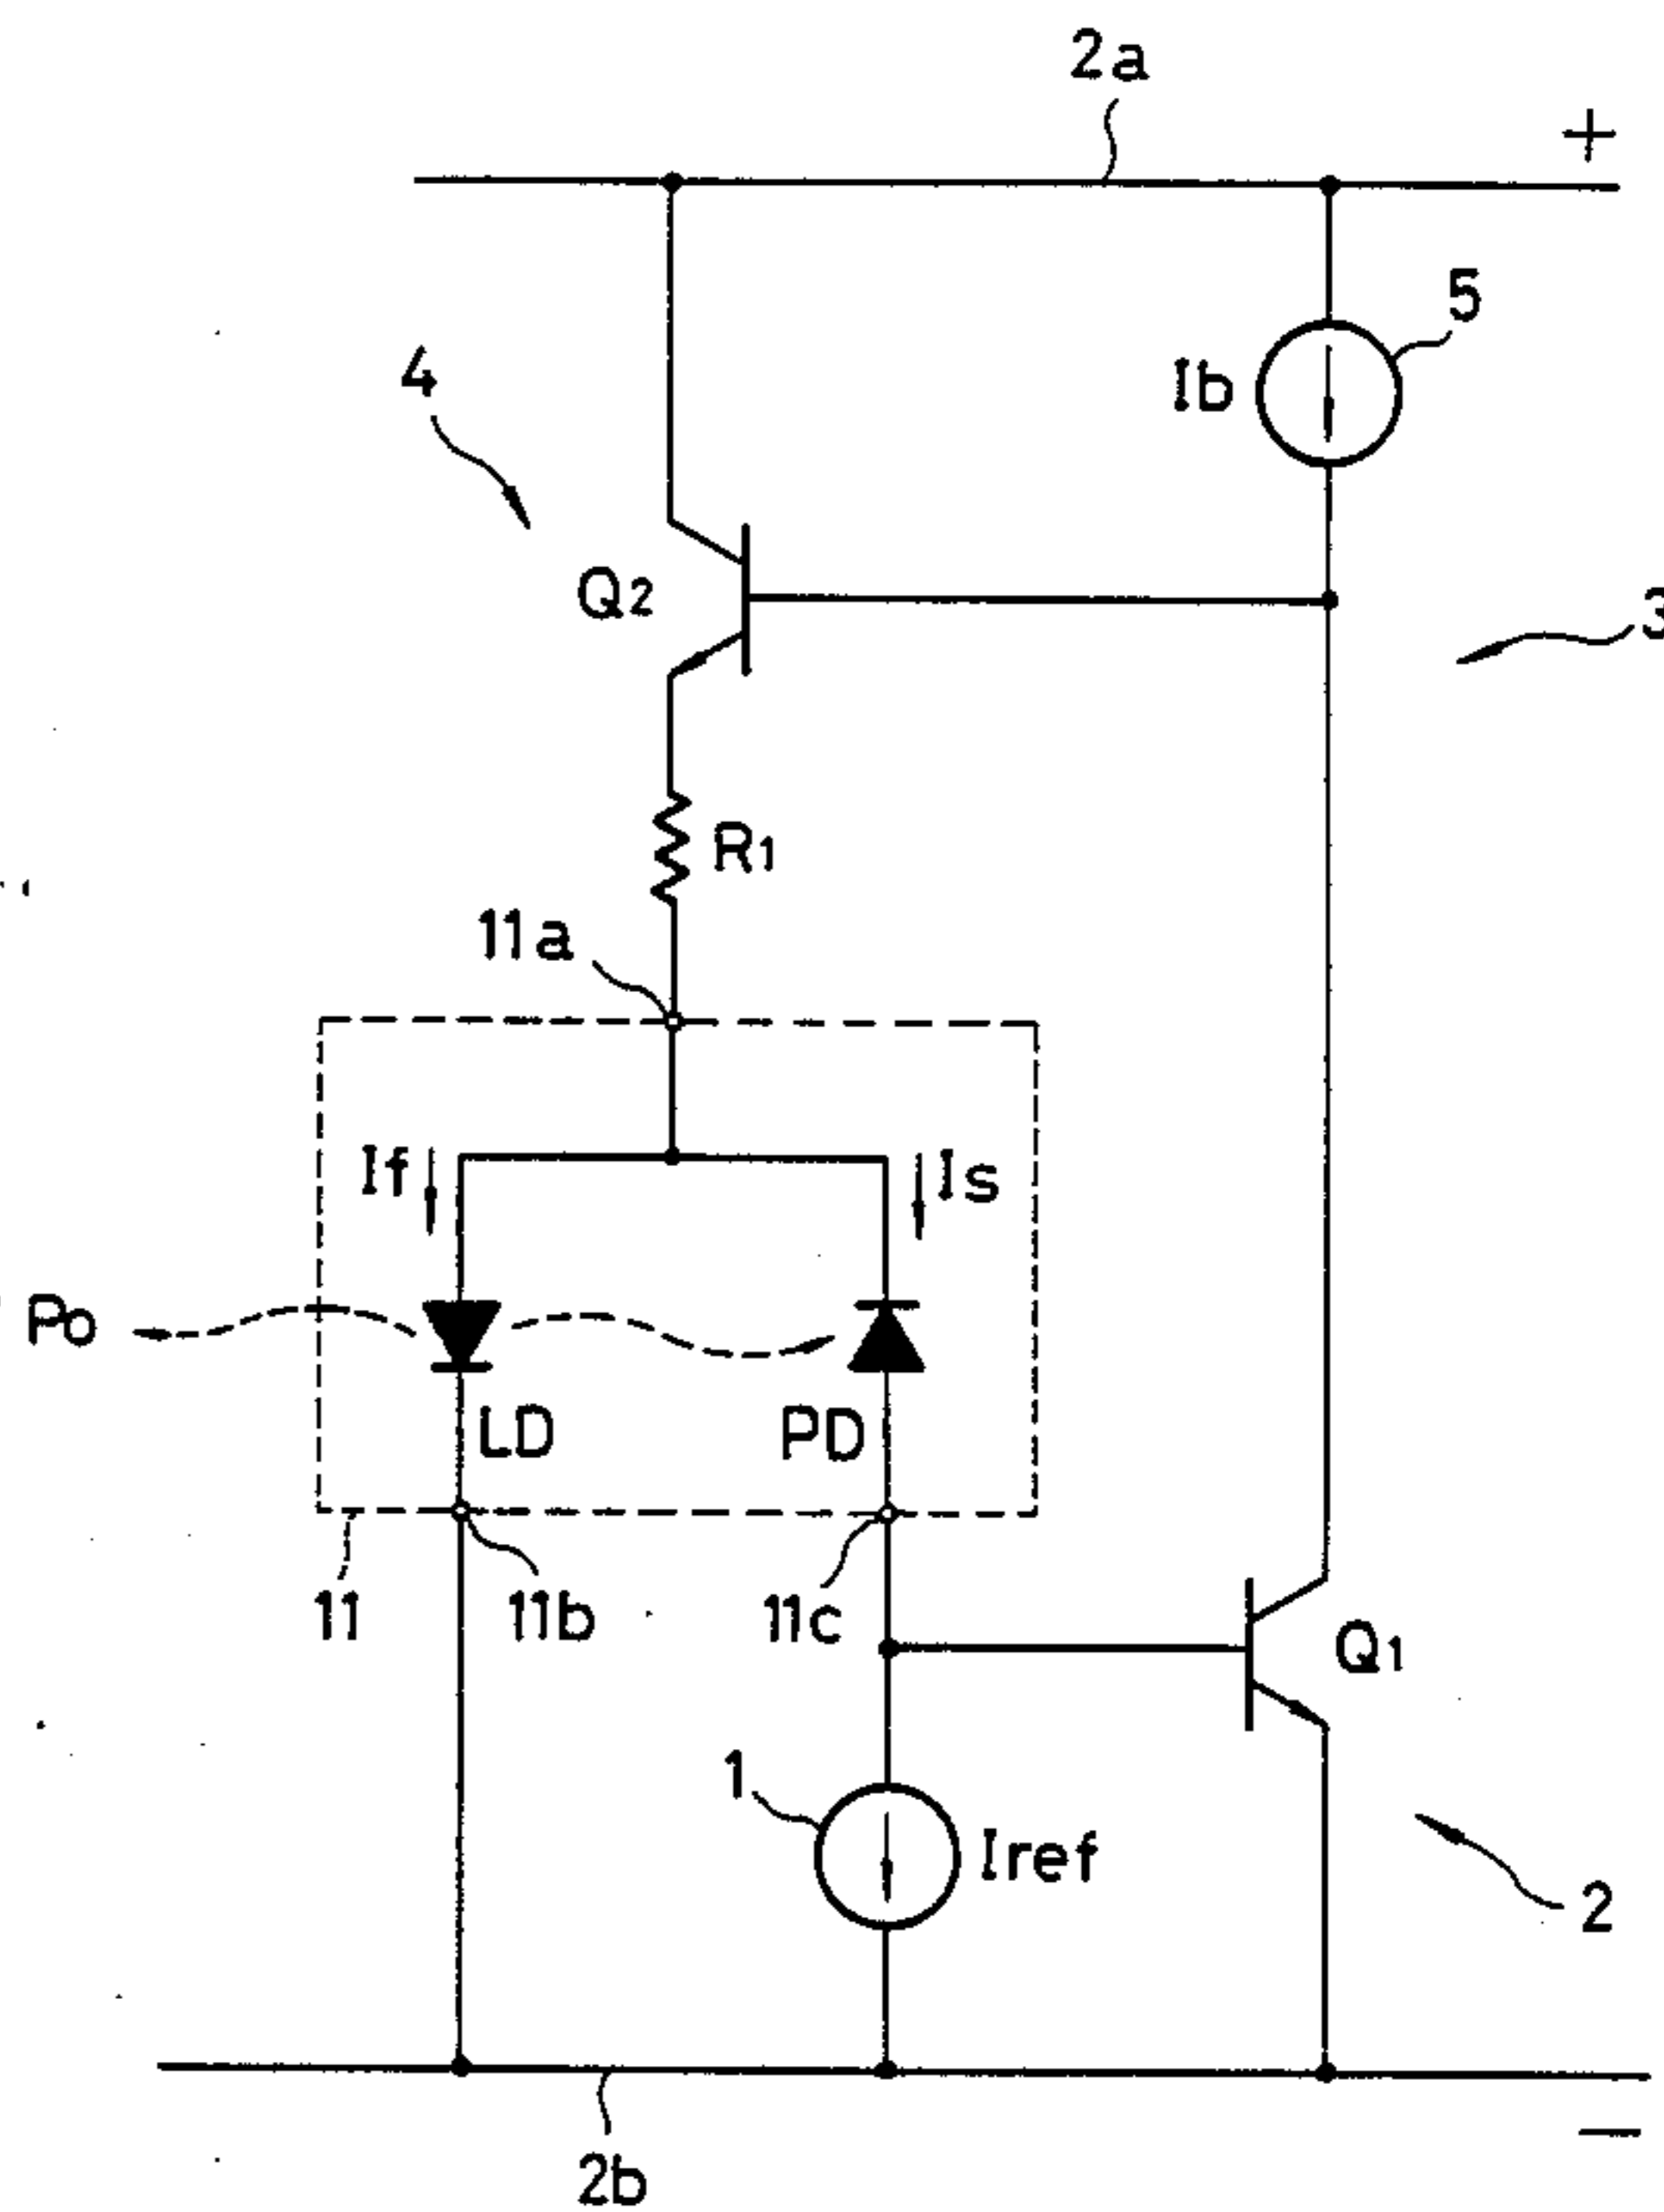 2a
+
5
Ib
4
Q2
3
R1
11a
If
Is
Po
LD
PD
11
11b
11c
Q1
1
Iref
2
2b
−